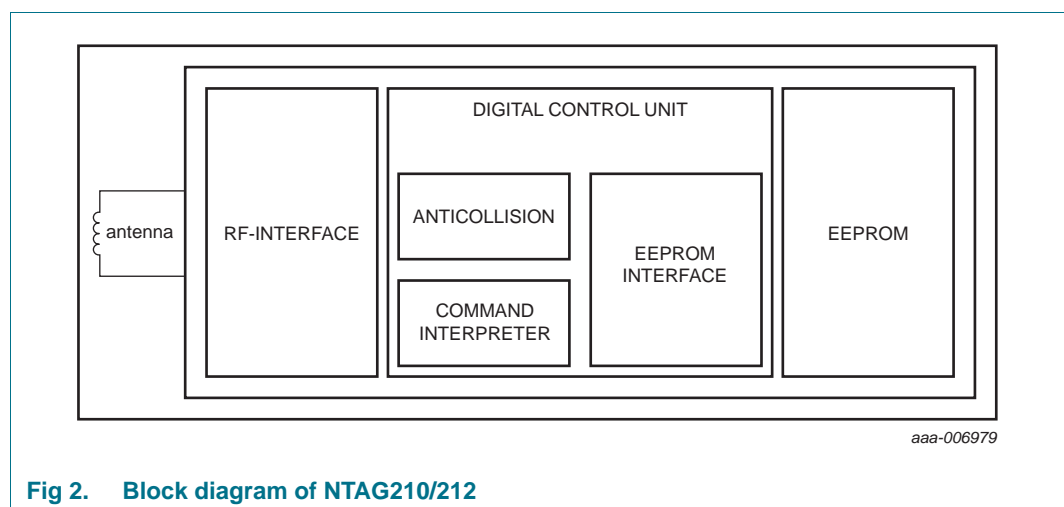 DIGITAL CONTROL UNIT
antenna
RF-INTERFACE
ANTICOLLISION
COMMAND
INTERPRETER
EEPROM
INTERFACE
EEPROM
aaa-006979
Fig 2. Block diagram of NTAG210/212